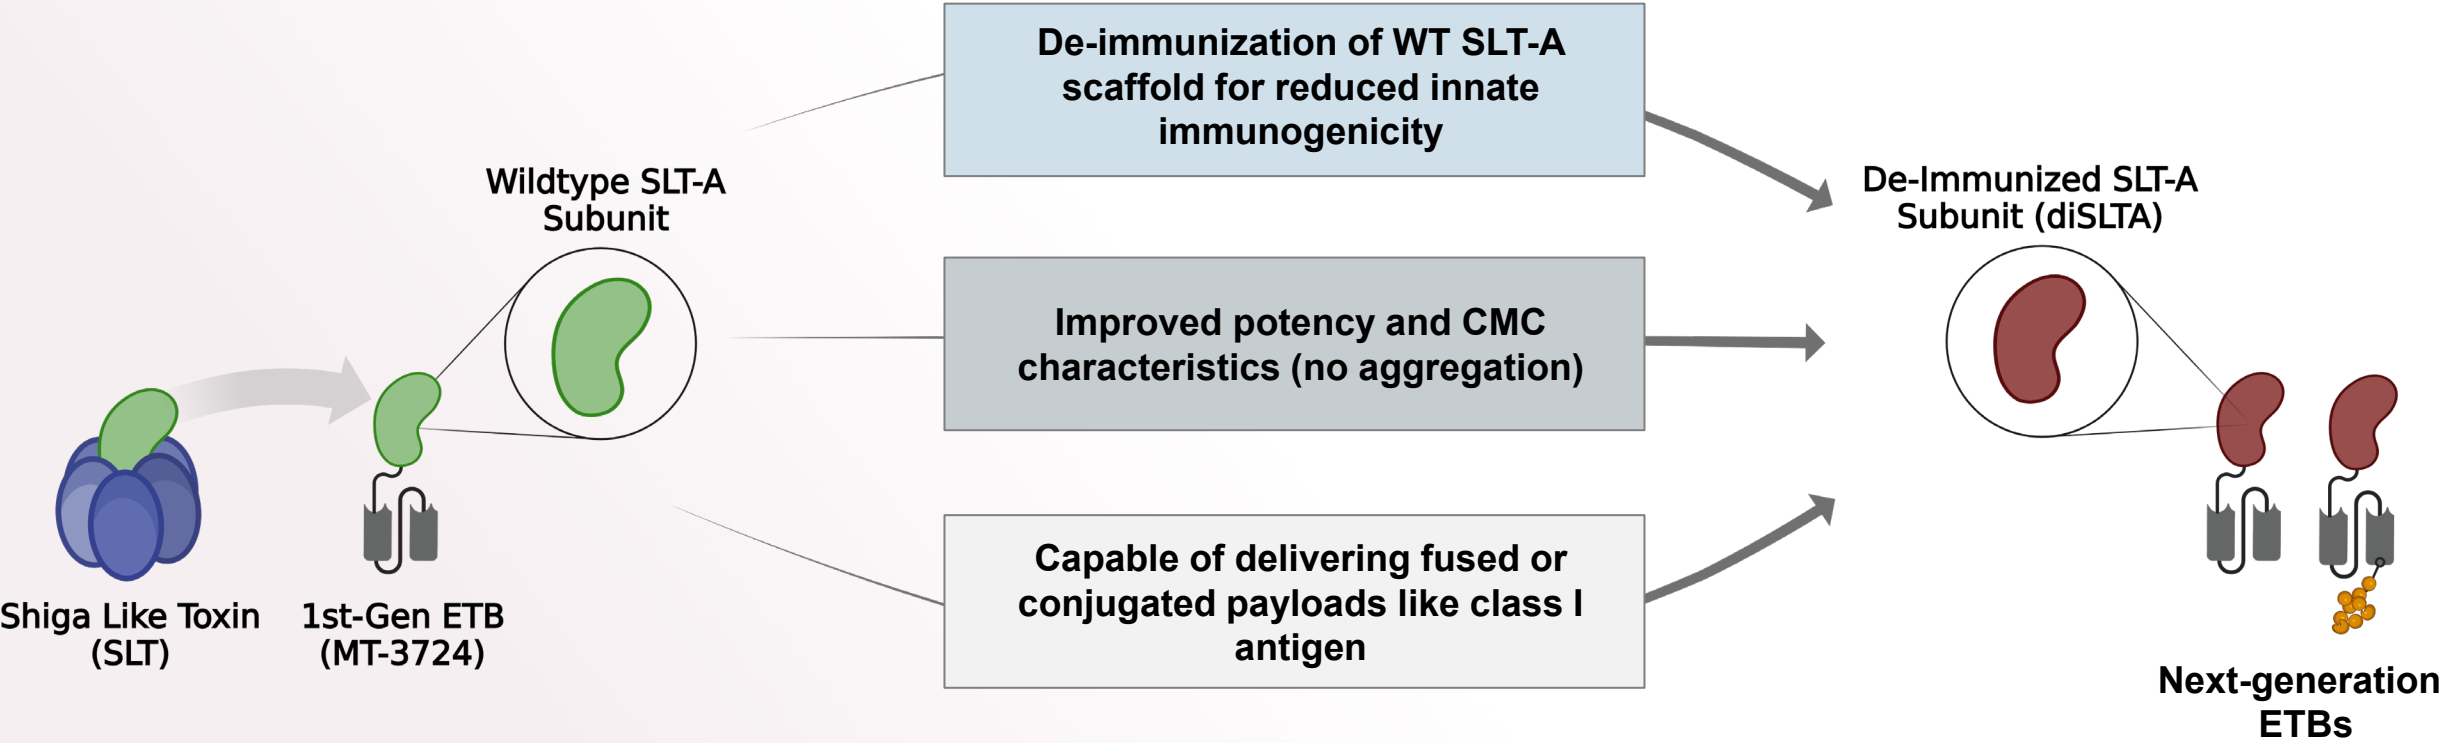 De-immunization of WT SLT-A
scaffold for reduced innate
immunogenicity
Wildtype SLT-A
Subunit
De-Immunized SLT-A
Subunit (diSLTA)
Improved potency and CMC
characteristics (no aggregation)
Capable of delivering fused or
conjugated payloads like class I
antigen
Shiga Like Toxin
(SLT)
1st-Gen ETB
(MT-3724)
Next-generation
ETBs